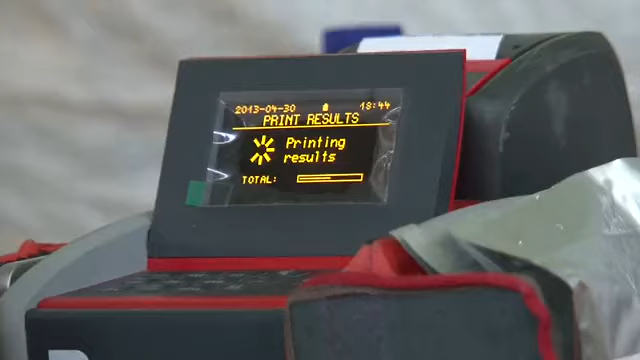 2013-04-30 18:44
PRINT RESULTS
Printing
results
TOTAL: